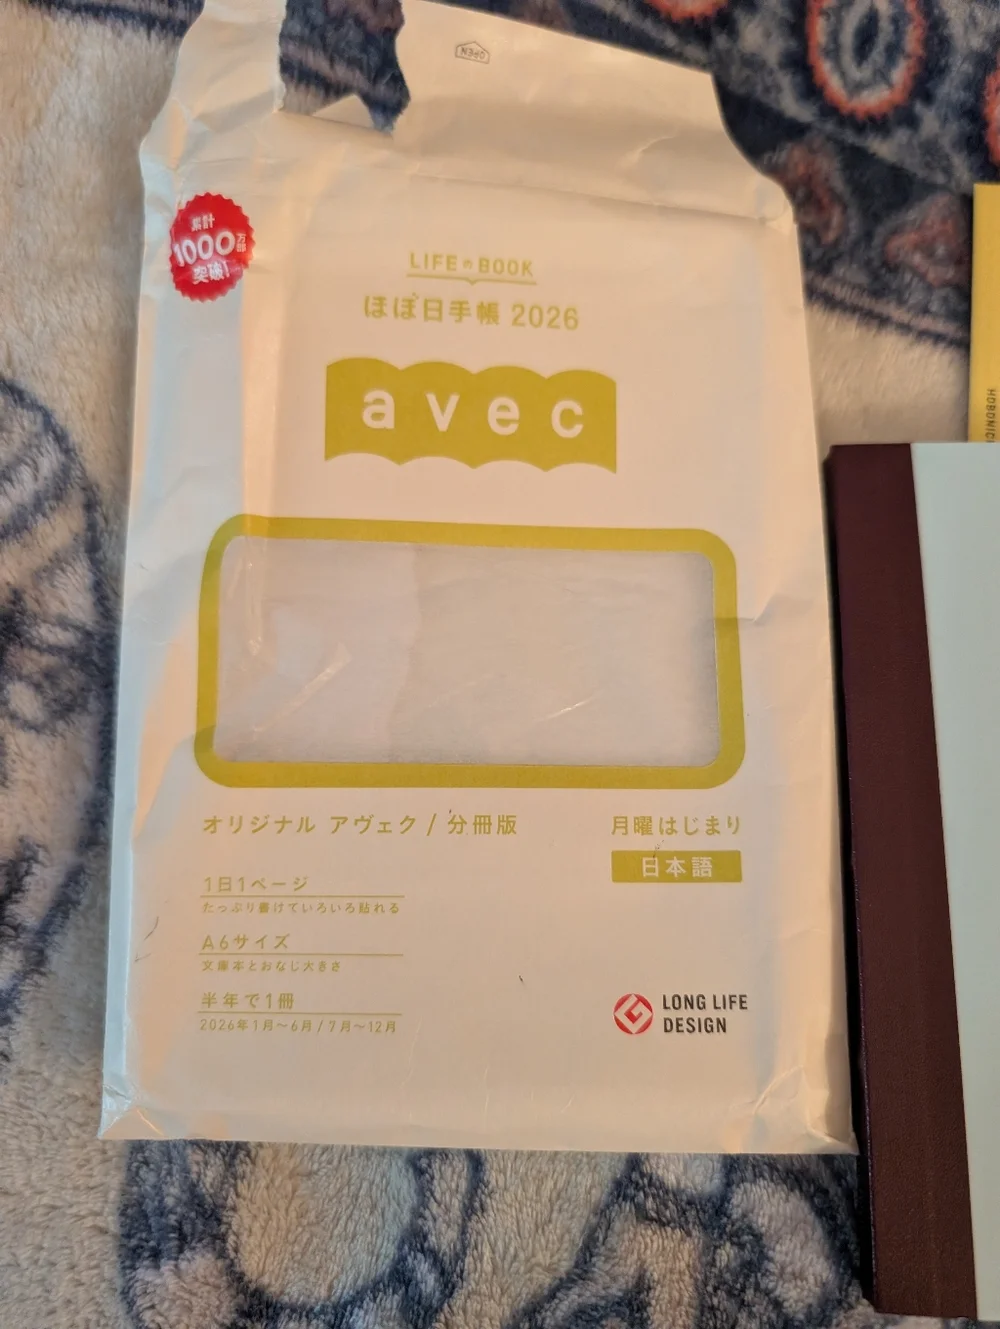 OPEN
累計
1000万部
突破!
LIFEのBOOK
ほぼ日手帳 2026
avec
オリジナル アヴェク / 分冊版
月曜はじまり
日本語
1日1ページ
たっぷり書けていろいろ貼れる
A6サイズ
文庫本とおなじ大きさ
半年で1冊
2026年1月〜6月 / 7月〜12月
LONG LIFE
DESIGN
HOBONICHI